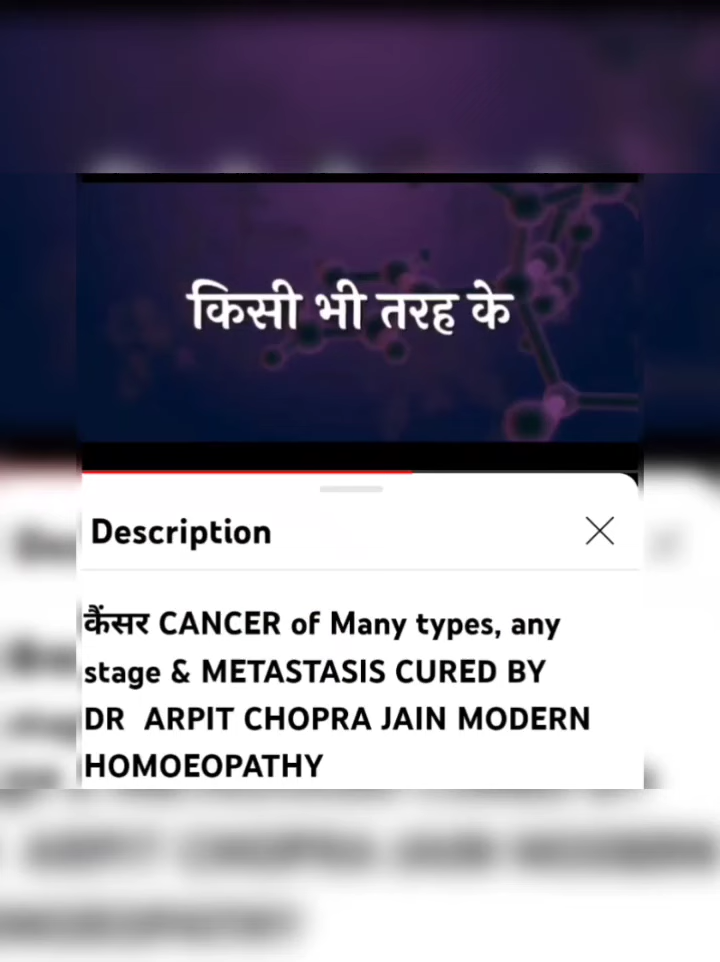 किसी भी तरह के
Description
कैंसर CANCER of Many types, any
stage & METASTASIS CURED BY
DR ARPIT CHOPRA JAIN MODERN
HOMOEOPATHY